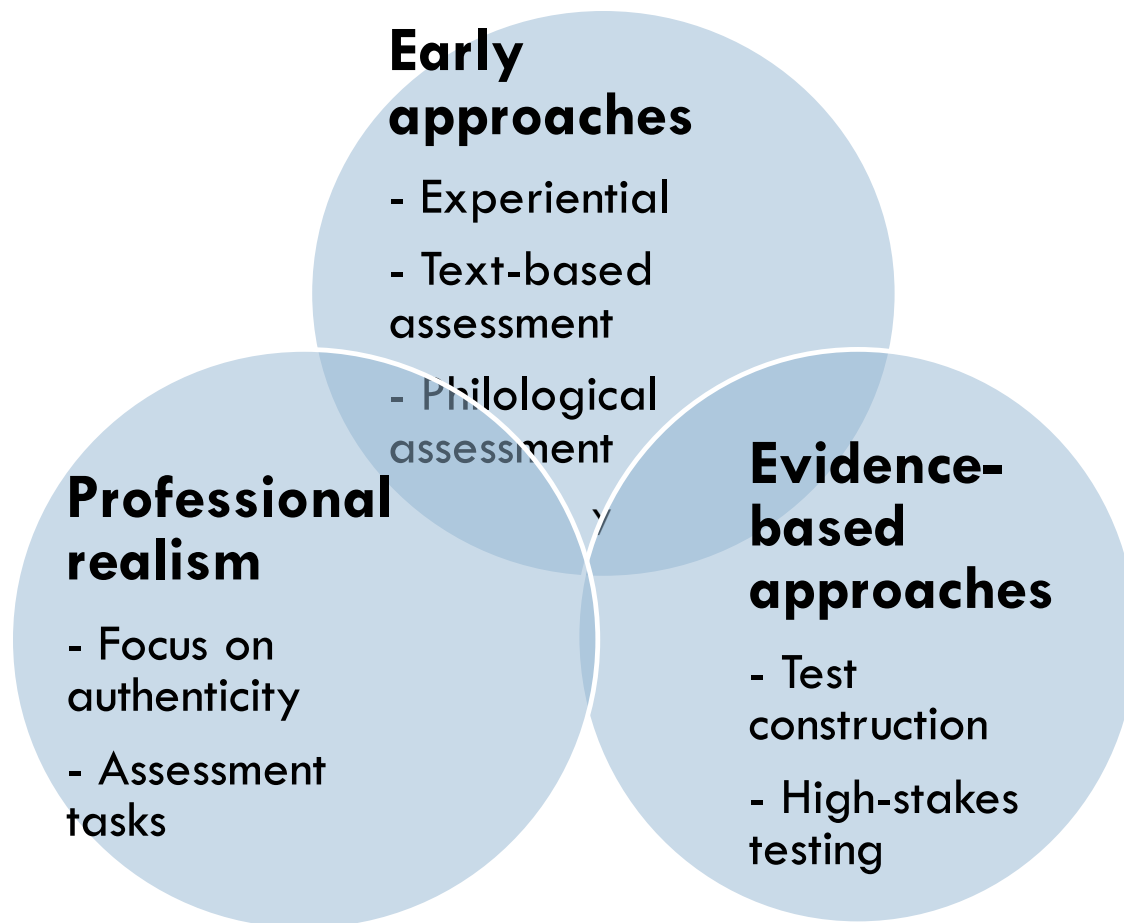 Early
approaches
- Experiential
- Text-based
assessment
- Philological
assessment
y
Professional
realism
- Focus on
authenticity
- Assessment
tasks
Evidence-
based
approaches
- Test
construction
- High-stakes
testing